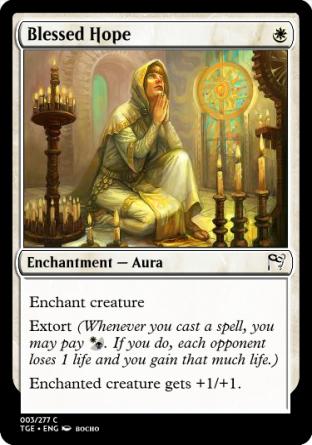 Blessed Hope
Enchantment — Aura
Enchant creature
Extort (Whenever you cast a spell, you
may pay . If you do, each opponent
loses 1 life and you gain that much life.)
Enchanted creature gets +1/+1.
003/277 C
TGE • ENG BOCHO